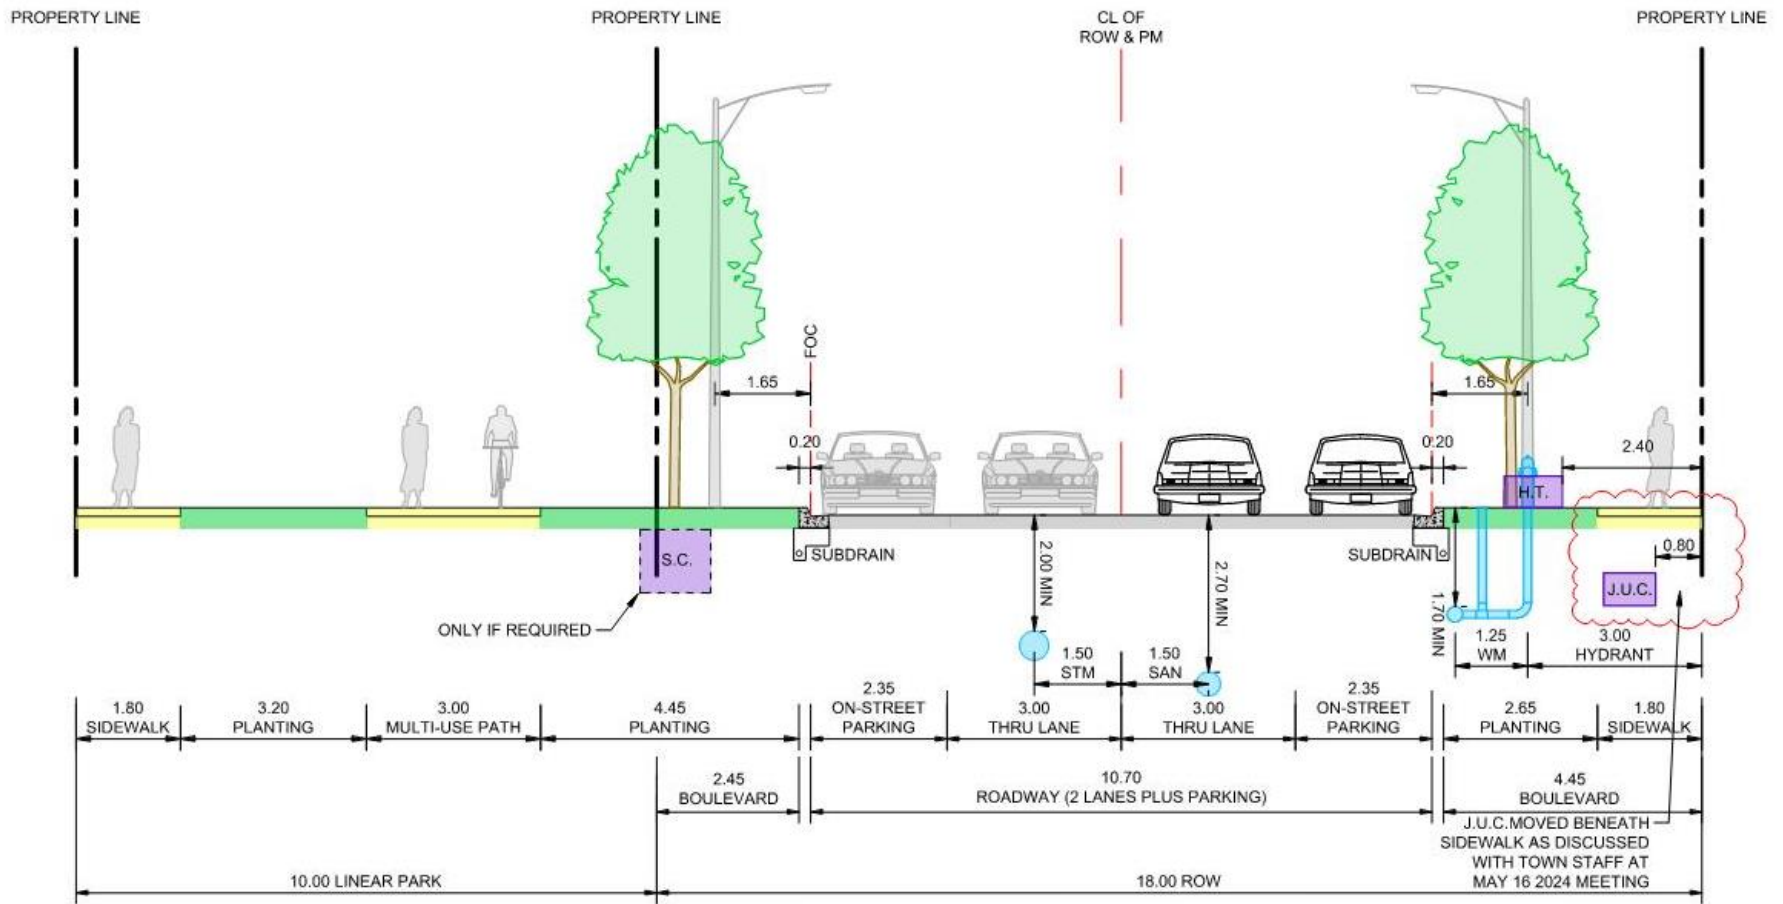 PROPERTY LINE
PROPERTY LINE
CL OF
ROW & PM
PROPERTY LINE
FOC
1.65
1.65
0.20
0.20
2.40
H.T.
S.C.
SUBDRAIN
SUBDRAIN
2.00 MIN
2.70 MIN
1.70 MIN
0.80
J.U.C.
ONLY IF REQUIRED
1.50
STM
1.50
SAN
1.25
WM
3.00
HYDRANT
1.80
SIDEWALK
3.20
PLANTING
3.00
MULTI-USE PATH
4.45
PLANTING
2.35
ON-STREET
PARKING
3.00
THRU LANE
3.00
THRU LANE
2.35
ON-STREET
PARKING
2.65
PLANTING
1.80
SIDEWALK
2.45
BOULEVARD
10.70
ROADWAY (2 LANES PLUS PARKING)
4.45
BOULEVARD
J.U.C.MOVED BENEATH
SIDEWALK AS DISCUSSED
WITH TOWN STAFF AT
MAY 16 2024 MEETING
10.00 LINEAR PARK
18.00 ROW